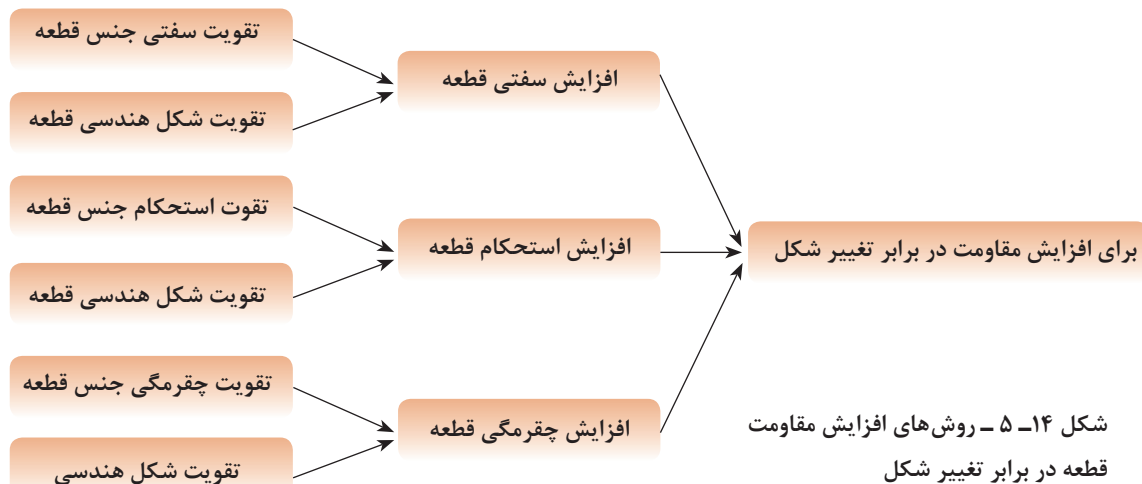 تقویت سفتی جنس قطعه
تقویت شکل هندسی قطعه
افزایش سفتی قطعه
تقوت استحکام جنس قطعه
تقویت شکل هندسی قطعه
افزایش استحکام قطعه
برای افزایش مقاومت در برابر تغییر شکل
تقویت چقرمگی جنس قطعه
تقویت شکل هندسی
افزایش چقرمگی قطعه
شکل ۱۴ـ ۵ ـ روش‌های افزایش مقاومت
قطعه در برابر تغییر شکل